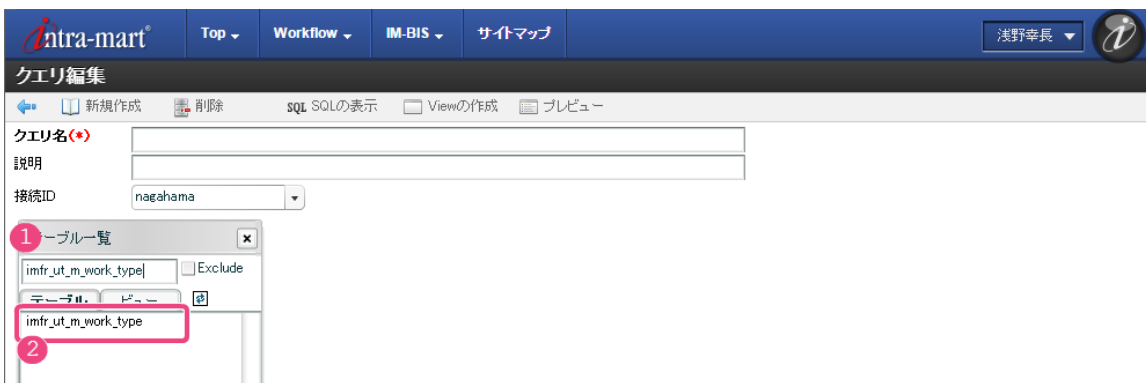 intra-mart® Top Workflow IM-BIS サイトマップ 浅野幸長
クエリ編集
新規作成 削除 SQL SQLの表示 Viewの作成 プレビュー
クエリ名(*)
説明
接続ID nagahama
1 ーブル一覧
imfr_ut_m_work_type Exclude
テーブル ビュー
imfr_ut_m_work_type
2